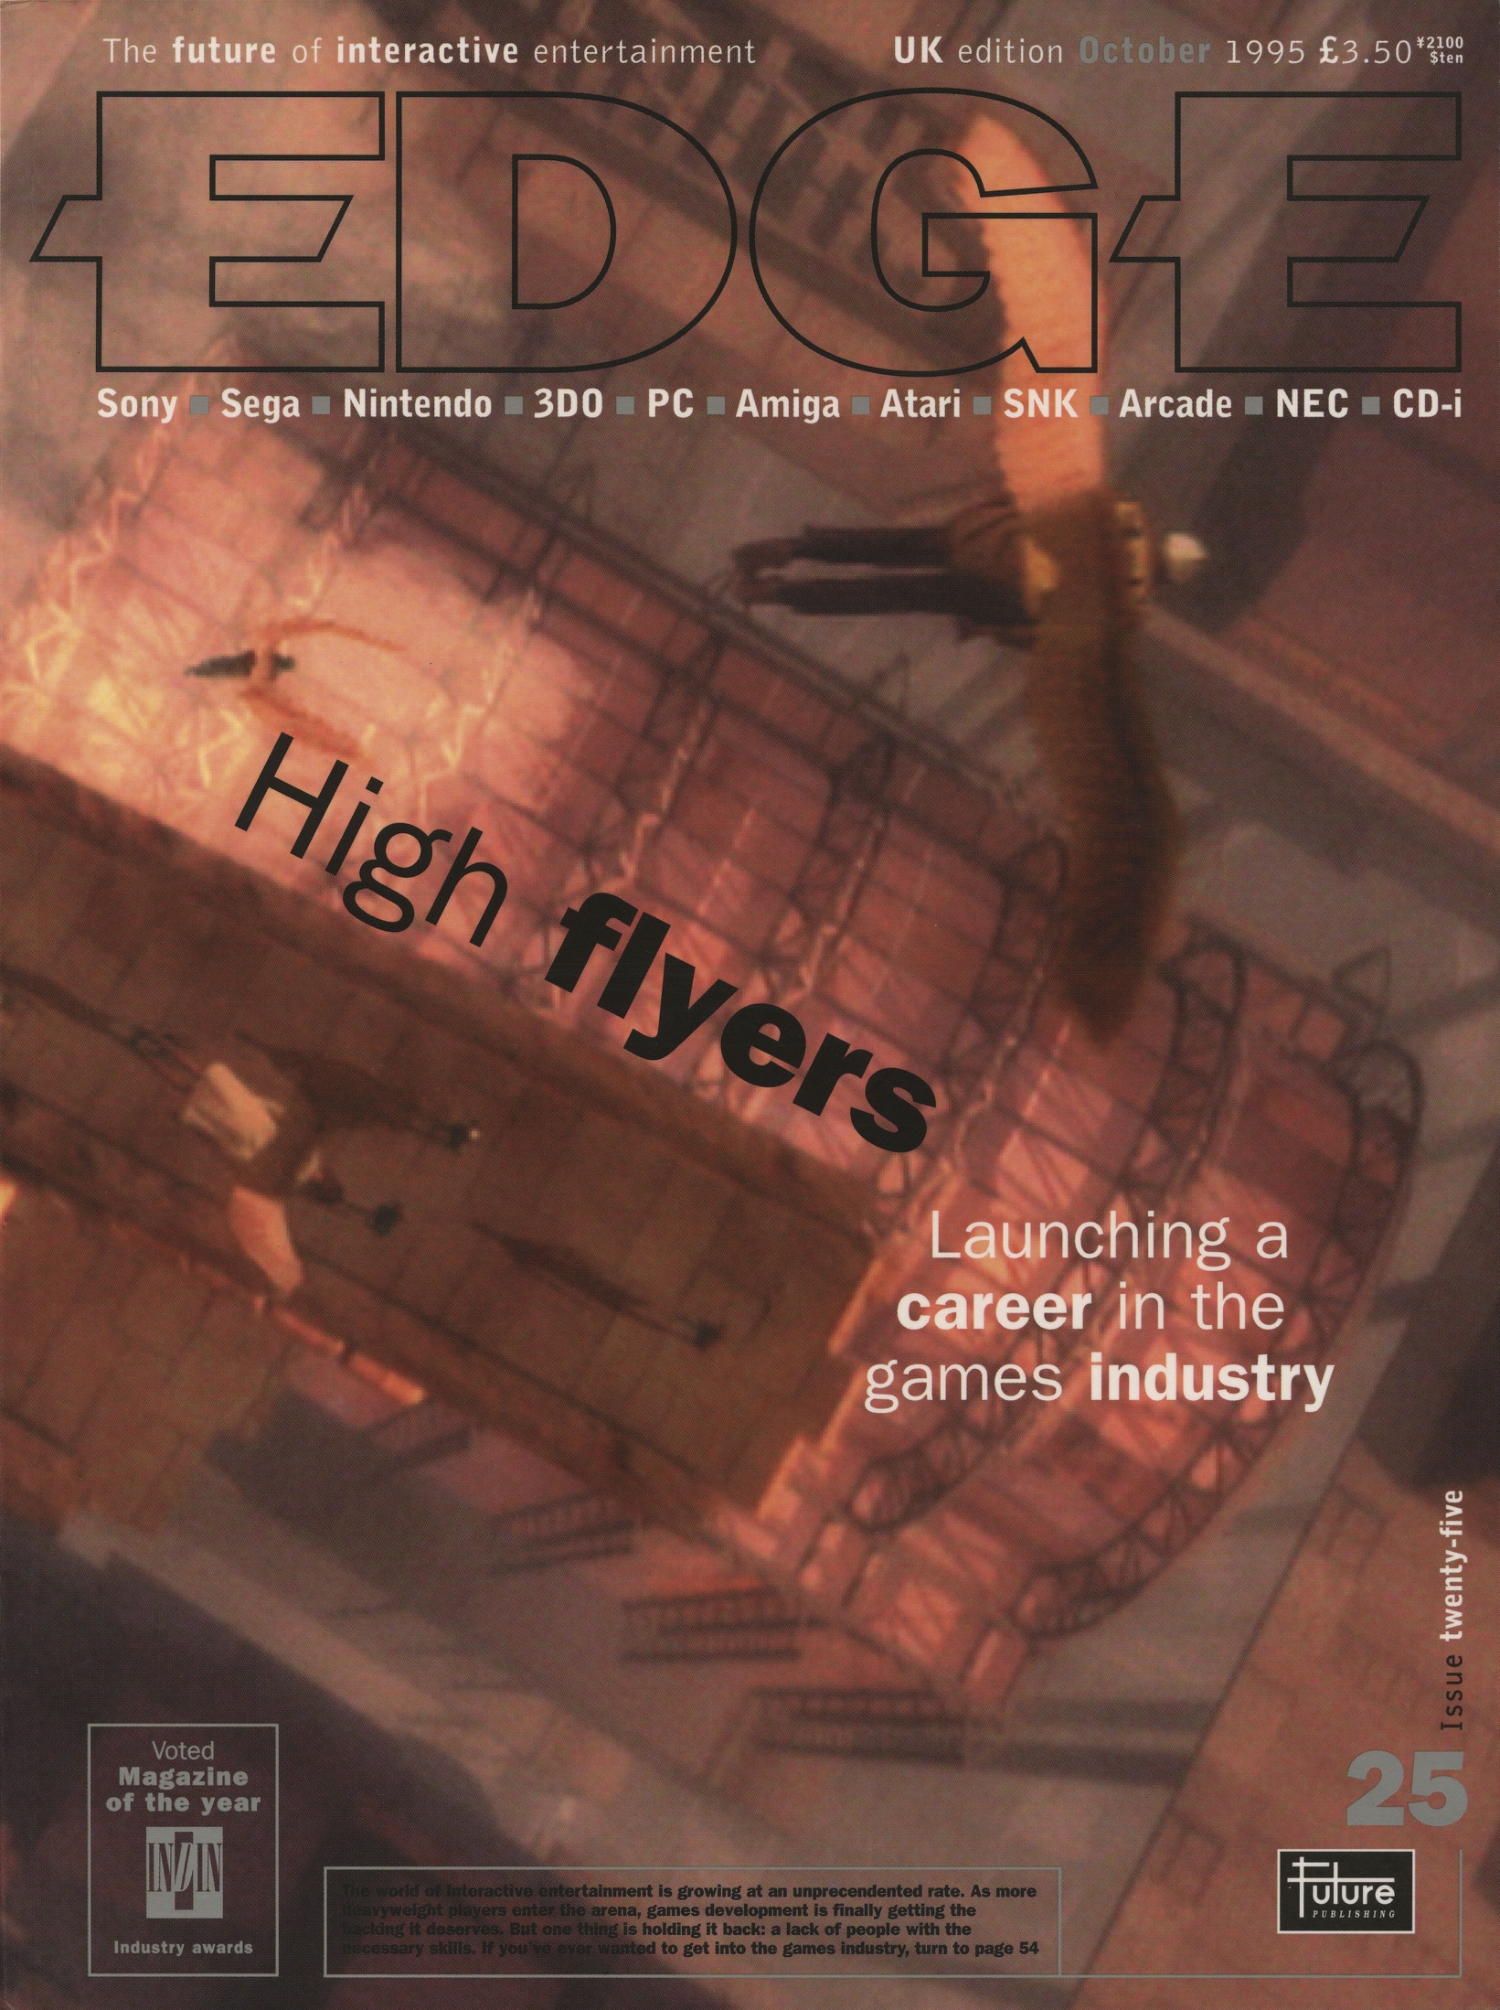 The future of interactive entertainment
UK edition October 1995 £3.50 ¥2100 $ten
EDGE
Sony ■ Sega ■ Nintendo ■ 3DO ■ PC ■ Amiga ■ Atari ■ SNK ■ Arcade ■ NEC ■ CD-i
High flyers
Launching a
career in the
games industry
Issue twenty-five
25
Voted
Magazine
of the year
INDIN
Industry awards
The world of interactive entertainment is growing at an unprecendented rate. As more
heavyweight players enter the arena, games development is finally getting the
backing it deserves. But one thing is holding it back: a lack of people with the
necessary skills. If you've ever wanted to get into the games industry, turn to page 54
Future
PUBLISHING